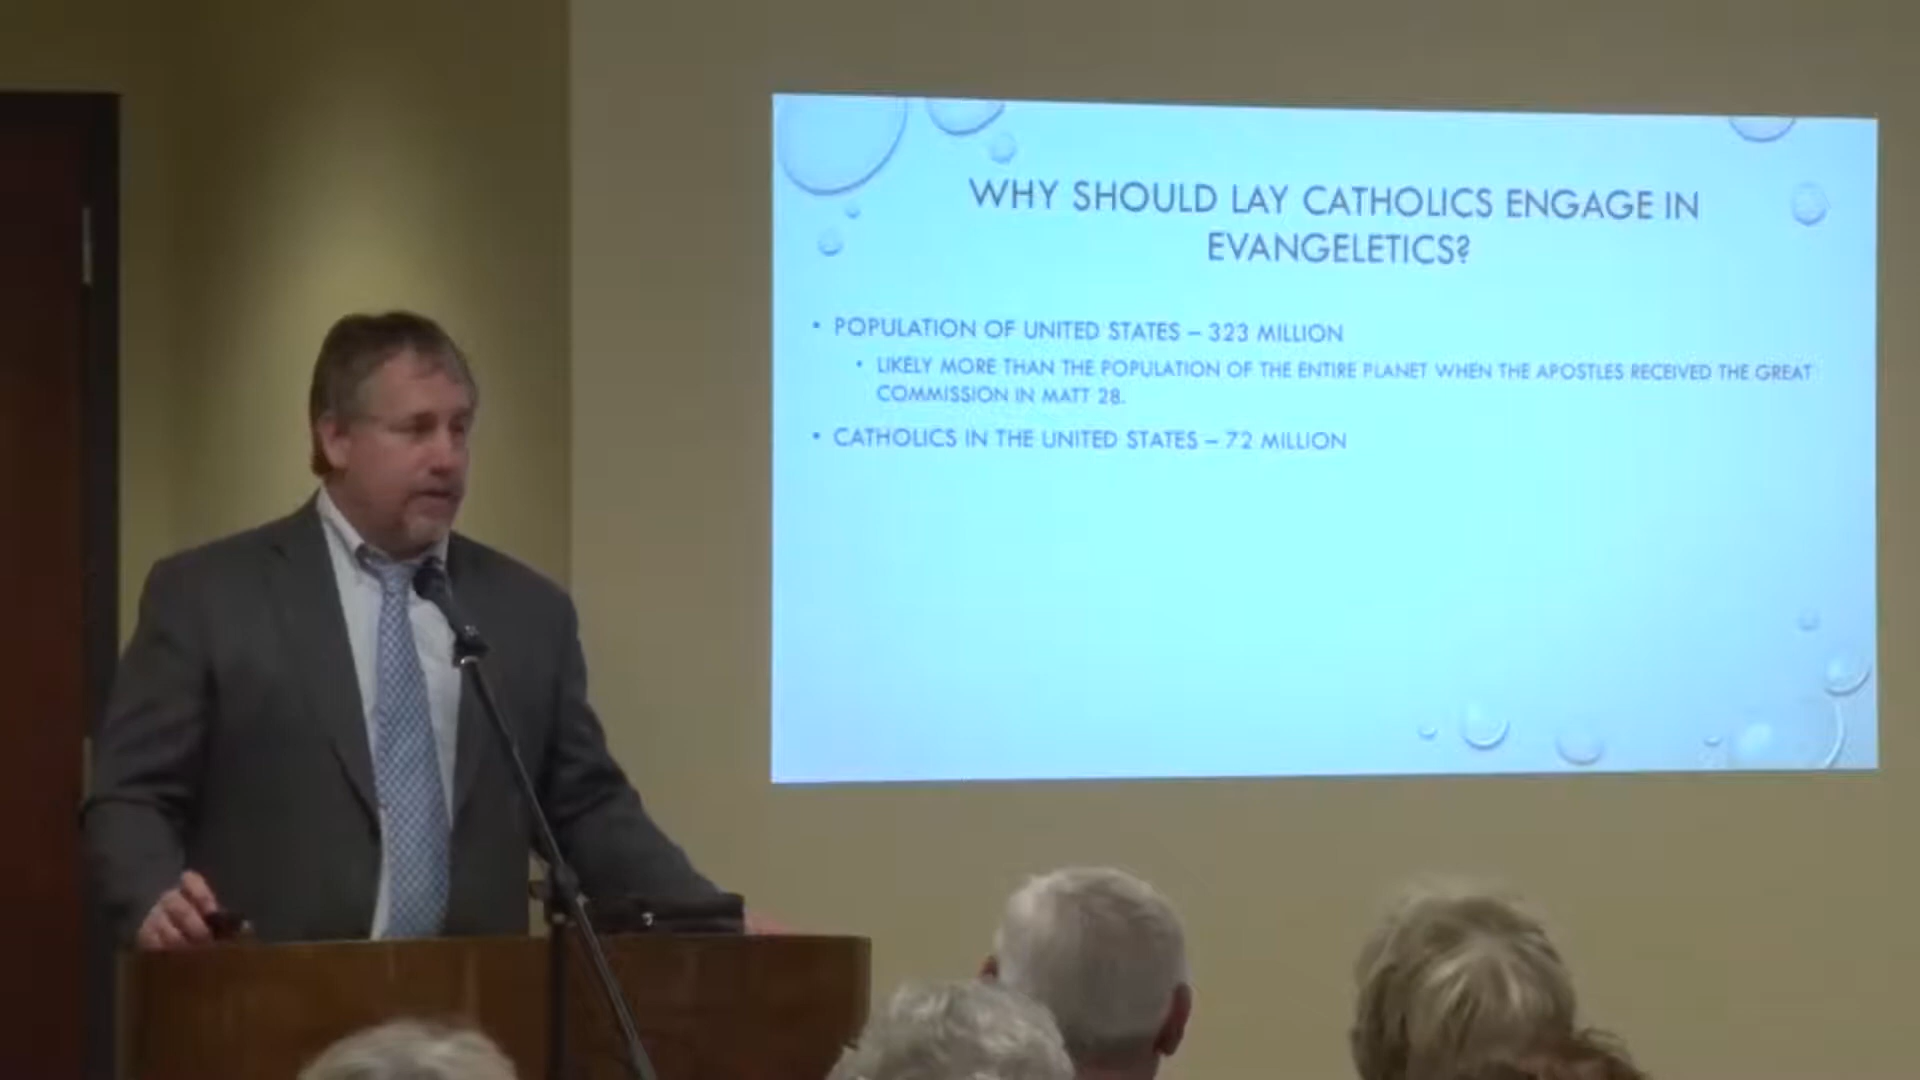 WHY SHOULD LAY CATHOLICS ENGAGE IN
EVANGELETICS?
• POPULATION OF UNITED STATES – 323 MILLION
• LIKELY MORE THAN THE POPULATION OF THE ENTIRE PLANET WHEN THE APOSTLES RECEIVED THE GREAT
COMMISSION IN MATT 28.
• CATHOLICS IN THE UNITED STATES – 72 MILLION